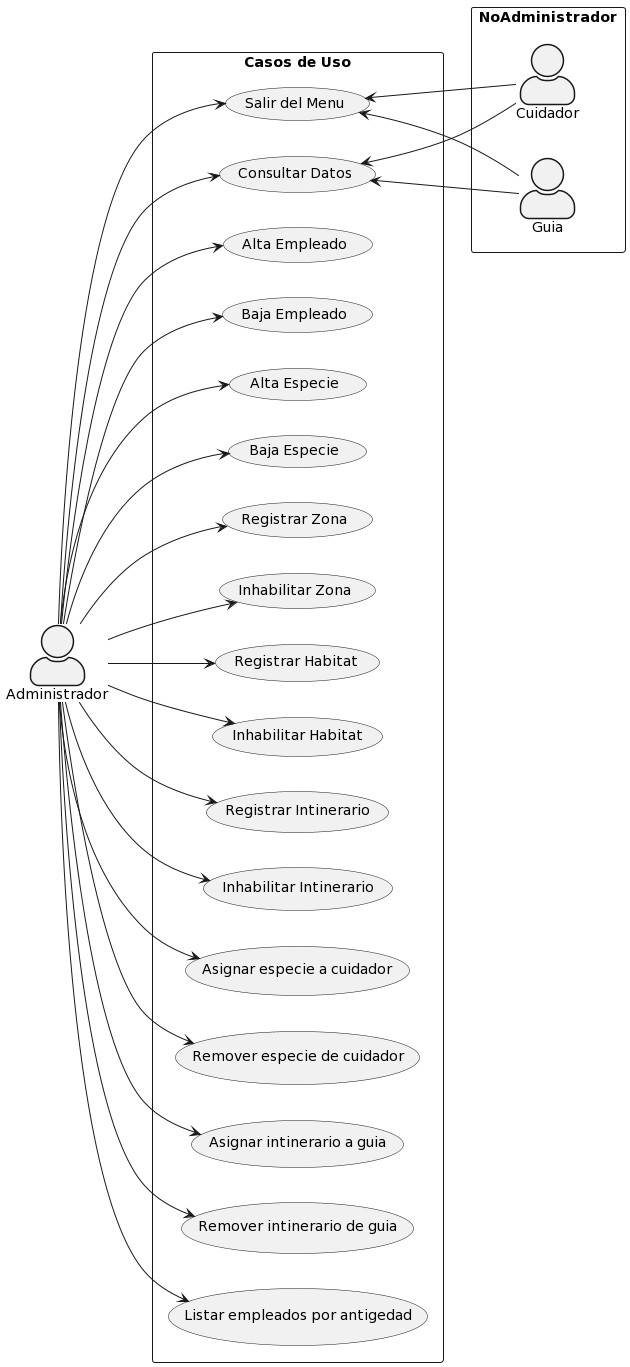 NoAdministrador
Cuidador
Guia
Casos de Uso
Salir del Menu
Consultar Datos
Alta Empleado
Baja Empleado
Alta Especie
Baja Especie
Registrar Zona
Inhabilitar Zona
Registrar Habitat
Inhabilitar Habitat
Registrar Intinerario
Inhabilitar Intinerario
Asignar especie a cuidador
Remover especie de cuidador
Asignar intinerario a guia
Remover intinerario de guia
Listar empleados por antigedad
Administrador